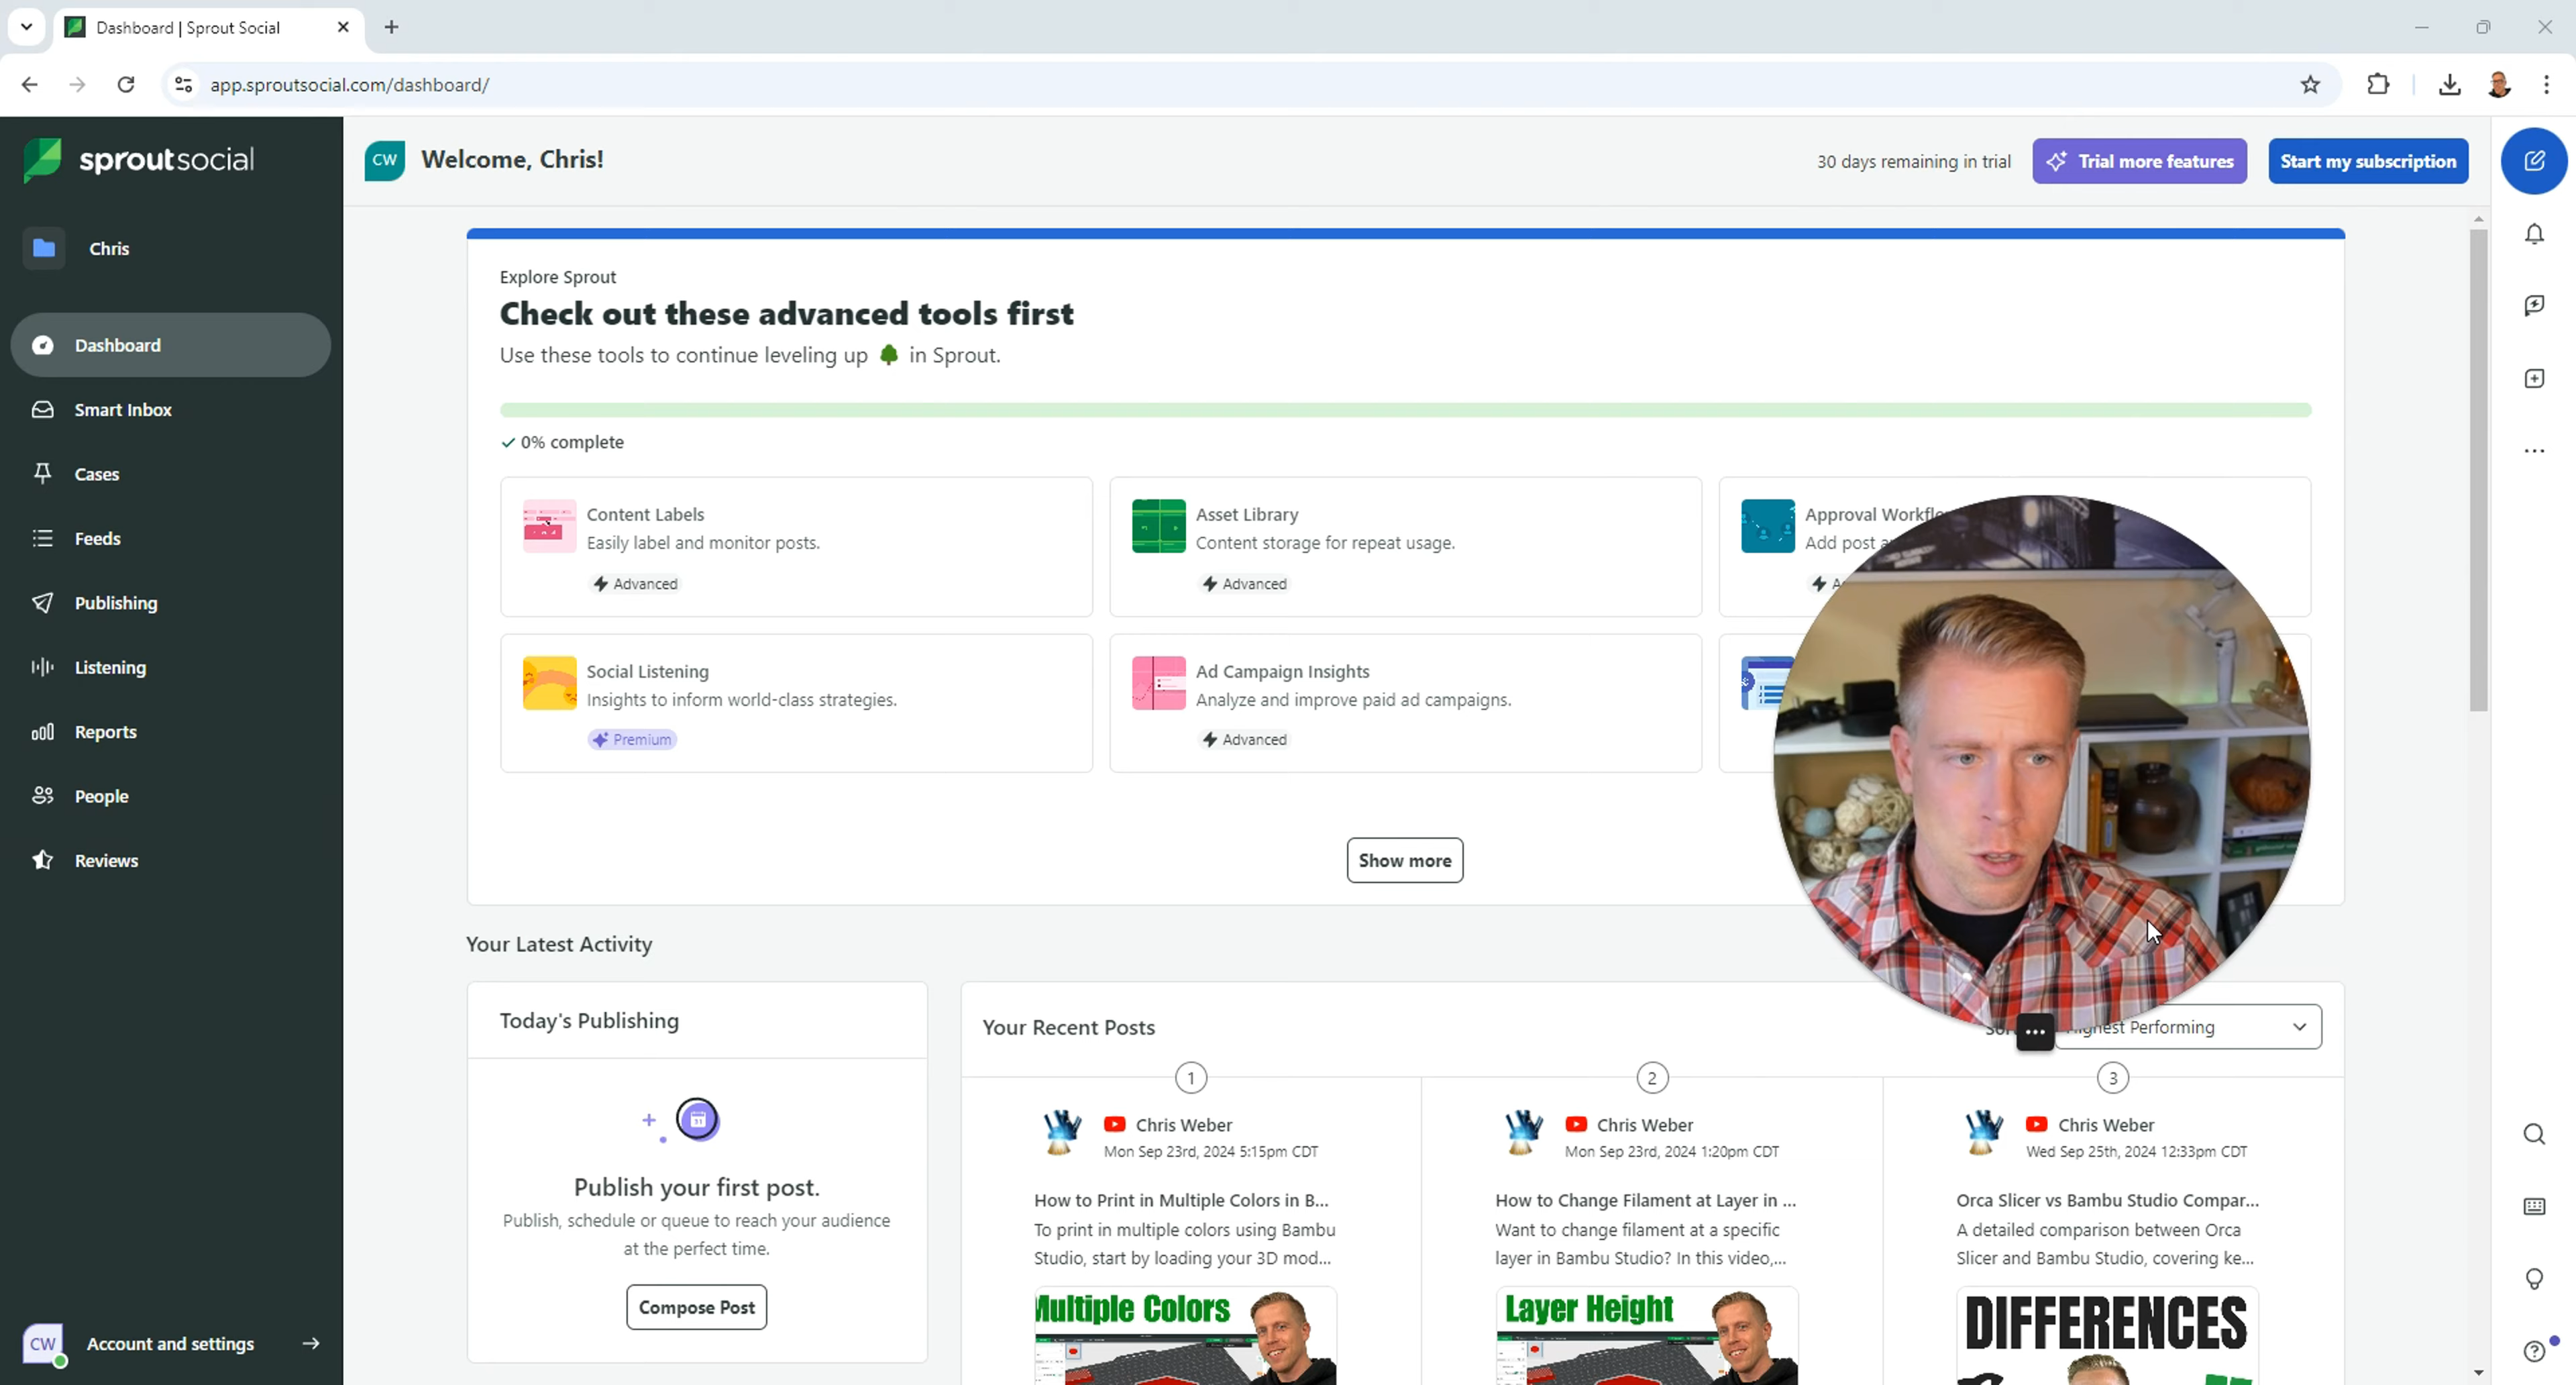 Dashboard | Sprout Social
app.sproutsocial.com/dashboard/
sproutsocial
CW
Welcome, Chris!
30 days remaining in trial
Trial more features
Start my subscription
Chris
Dashboard
Smart Inbox
Cases
Feeds
Publishing
Listening
Reports
People
Reviews
CW
Account and settings
Explore Sprout
Check out these advanced tools first
Use these tools to continue leveling up in Sprout.
0% complete
Content Labels
Easily label and monitor posts.
Advanced
Asset Library
Content storage for repeat usage.
Advanced
Approval
Add post
Social Listening
Insights to inform world-class strategies.
Premium
Ad Campaign Insights
Analyze and improve paid ad campaigns.
Advanced
Show more
Your Latest Activity
Today's Publishing
Publish your first post.
Publish, schedule or queue to reach your audience
at the perfect time.
Compose Post
Your Recent Posts
Performing
1
Chris Weber
Mon Sep 23rd, 2024 5:15pm CDT
How to Print in Multiple Colors in B...
To print in multiple colors using Bambu
Studio, start by loading your 3D mod...
Multiple Colors
2
Chris Weber
Mon Sep 23rd, 2024 1:20pm CDT
How to Change Filament at Layer in ...
Want to change filament at a specific
layer in Bambu Studio? In this video,...
Layer Height
3
Chris Weber
Wed Sep 25th, 2024 12:33pm CDT
Orca Slicer vs Bambu Studio Compar...
A detailed comparison between Orca
Slicer and Bambu Studio, covering ke...
DIFFERENCES